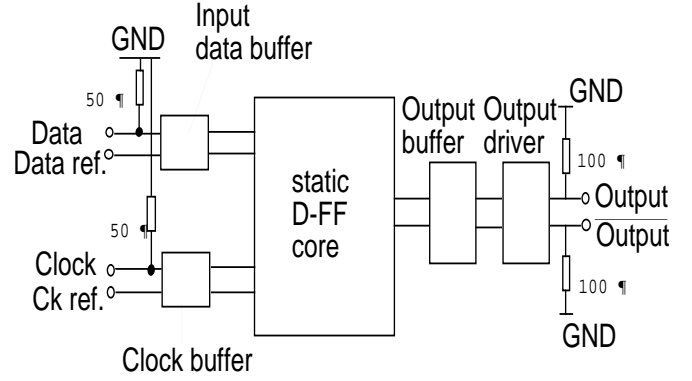 Input
data buffer
GND
50 ¶
Data
Data ref.
50 ¶
Clock
Ck ref.
Clock buffer
static
D-FF
core
Output
buffer
Output
driver
GND
100 ¶
Output
Output
100 ¶
GND